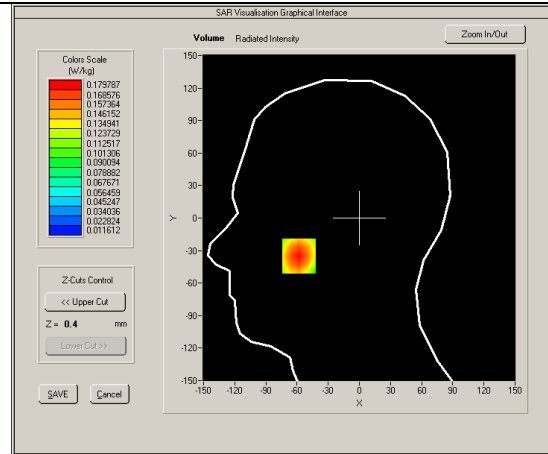 SAR Visualisation Graphical Interface
Volume Radiated Intensity
Zoom In/Out
Colors Scale
(W/kg)
0.179787
0.168576
0.157364
0.146152
0.134941
0.123729
0.112517
0.101306
0.090094
0.078882
0.067671
0.056459
0.045247
0.034036
0.022824
0.011612
Z-Cuts Control
<< Upper Cut
Z = 0.4 mm
Lower Cut >>
SAVE Cancel
150
120
90
60
30
0
-30
-60
-90
-120
-150
Y
-150 -120 -90 -60 -30 0 30 60 90 120 150
X